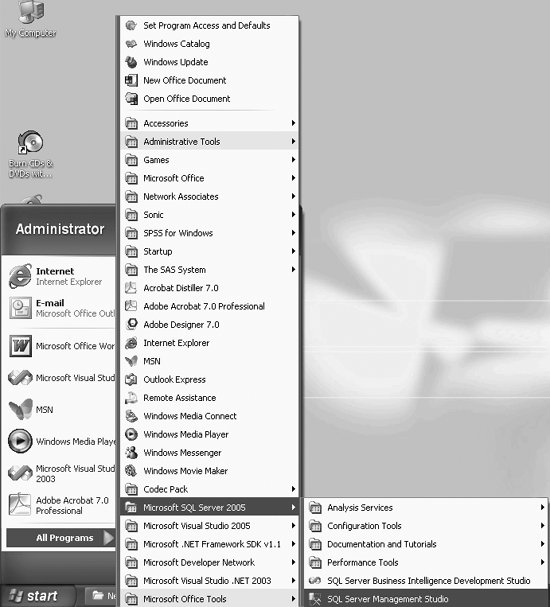 My Computer
Burn CDs &
DVDs wit...
Set Program Access and Defaults
Windows Catalog
Windows Update
New Office Document
Open Office Document
Accessories
Administrative Tools
Games
Microsoft Office
Network Associates
Sonic
SPSS for Windows
Startup
The SAS System
Acrobat Distiller 7.0
Adobe Acrobat 7.0 Professional
Adobe Designer 7.0
Internet Explorer
MSN
Outlook Express
Remote Assistance
Windows Media Connect
Windows Media Player
Windows Messenger
Windows Movie Maker
Codec Pack
Microsoft SQL Server 2005
Microsoft Visual Studio 2005
Microsoft .NET Framework SDK v1.1
Microsoft Developer Network
Microsoft Visual Studio .NET 2003
Microsoft Office Tools
Administrator
Internet
Internet Explorer
E-mail
Microsoft Office Outl
Microsoft Office Wor
Microsoft Visual Stud
MSN
Windows Media Playe
Microsoft Visual Stud
2003
Adobe Acrobat 7.0
Professional
All Programs
start
Ne
Analysis Services
Configuration Tools
Documentation and Tutorials
Performance Tools
SQL Server Business Intelligence Development Studio
SQL Server Management Studio